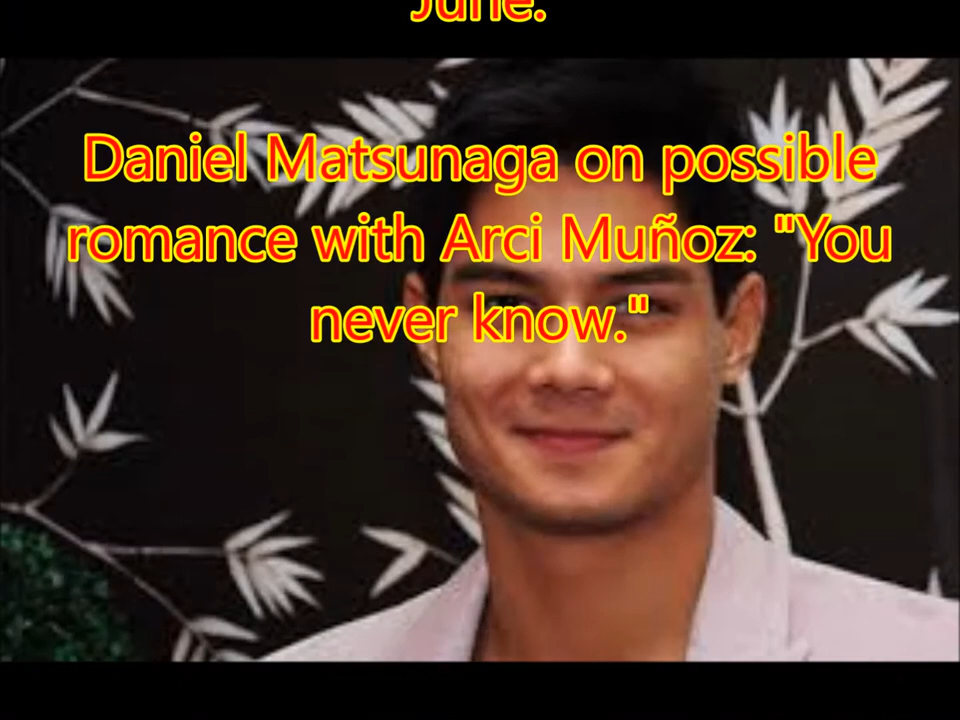 June.
Daniel Matsunaga on possible
romance with Arci Muñoz: "You
never know."